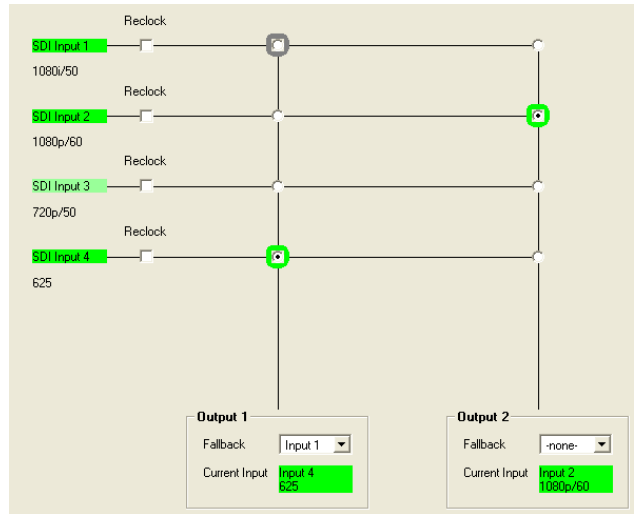 Reclock
SDI Input 1
1080i/50
Reclock
SDI Input 2
1080p/60
Reclock
SDI Input 3
720p/50
Reclock
SDI Input 4
625
Output 1
Fallback Input 1
Current Input Input 4
625
Output 2
Fallback -none-
Current Input Input 2
1080p/60